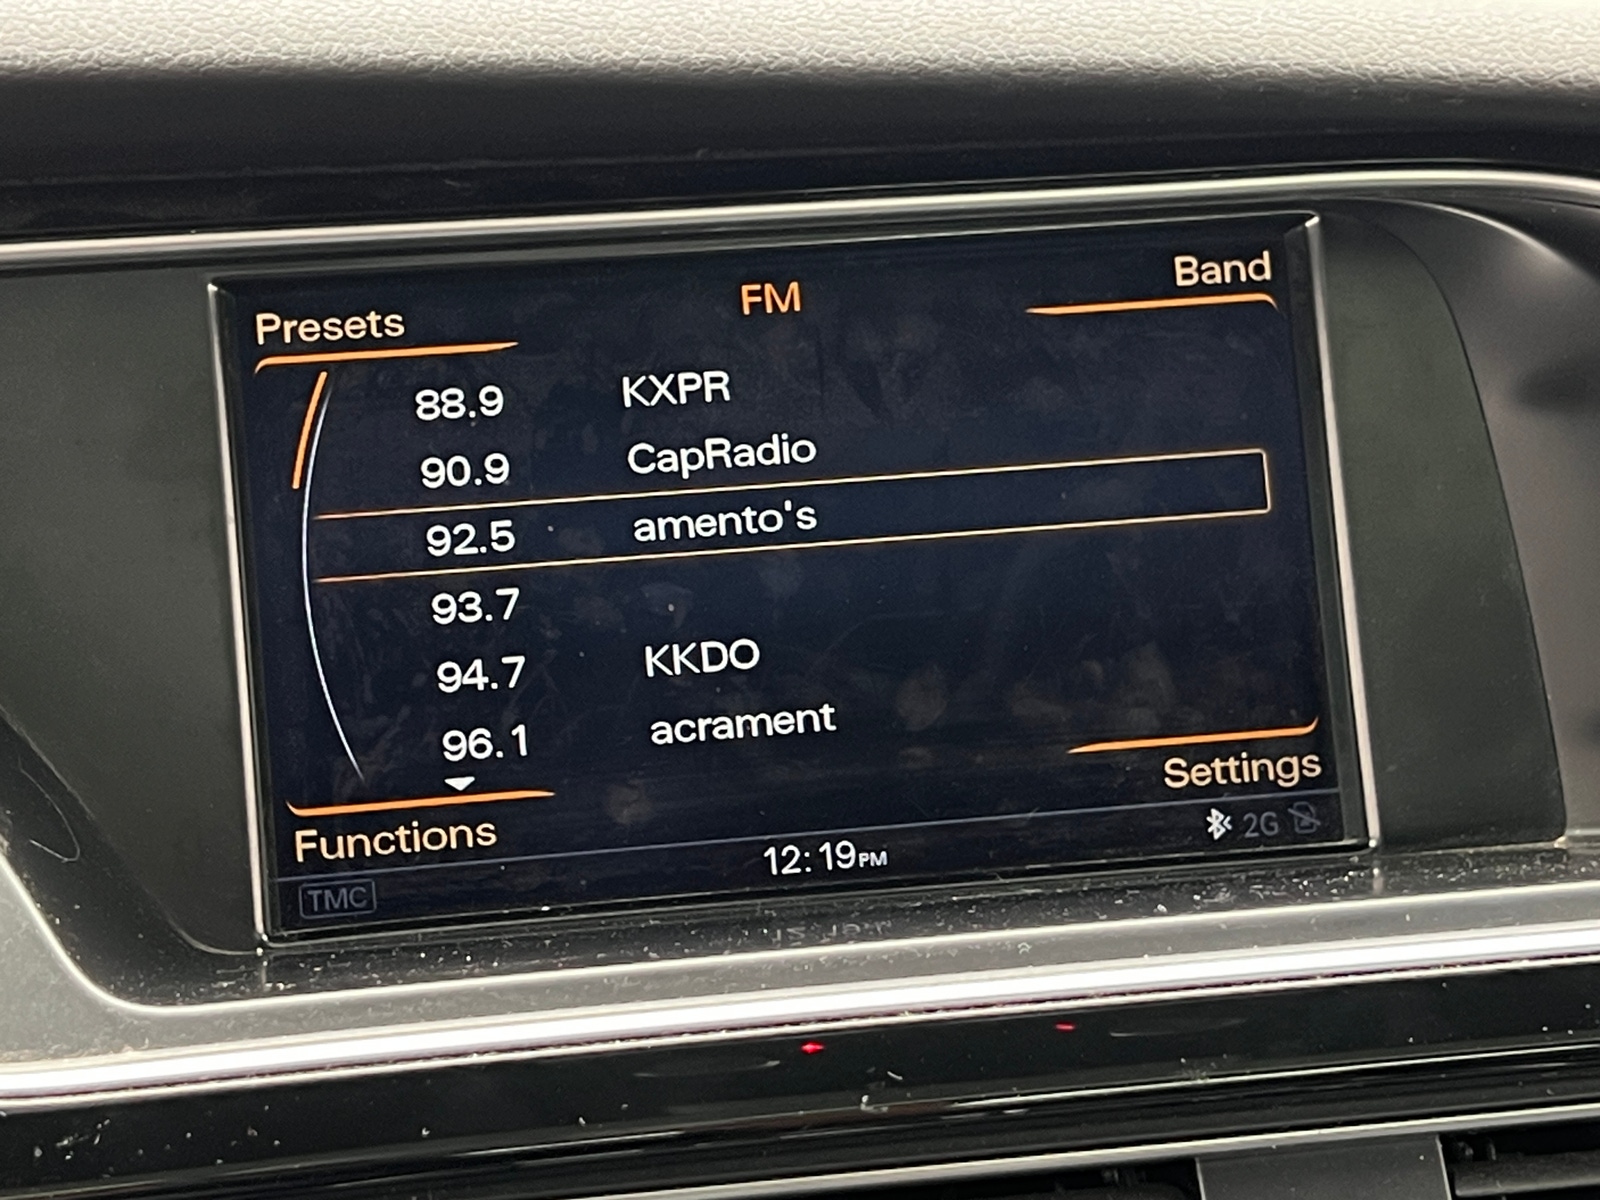 Presets
FM
Band
88.9 KXPR
90.9 CapRadio
92.5 amento's
93.7
94.7 KKDO
96.1 acrament
Settings
Functions
TMC
12:19PM
2G